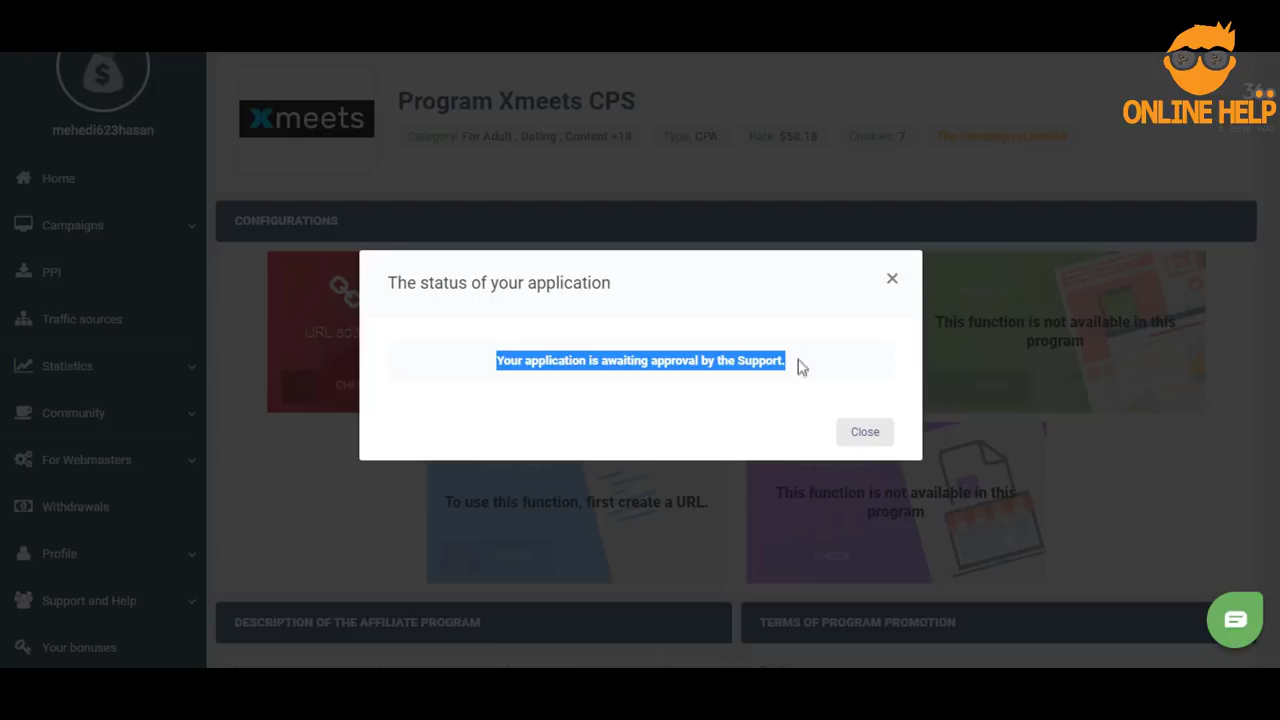 mehedi623hasan
Home
Campaigns
PPI
Traffic sources
Statistics
Community
For Webmasters
Withdrawals
Profile
Support and Help
Your bonuses
xmeets
Program Xmeets CPS
Category: For Adult , Dating , Content +18
Type: CPA
Rate: $58.18
Cookies: 7
CONFIGURATIONS
The status of your application
Your application is awaiting approval by the Support.
Close
This function is not available in this
program
To use this function, first create a URL.
This function is not available in this
program
DESCRIPTION OF THE AFFILIATE PROGRAM
TERMS OF PROGRAM PROMOTION
ONLINE HELP